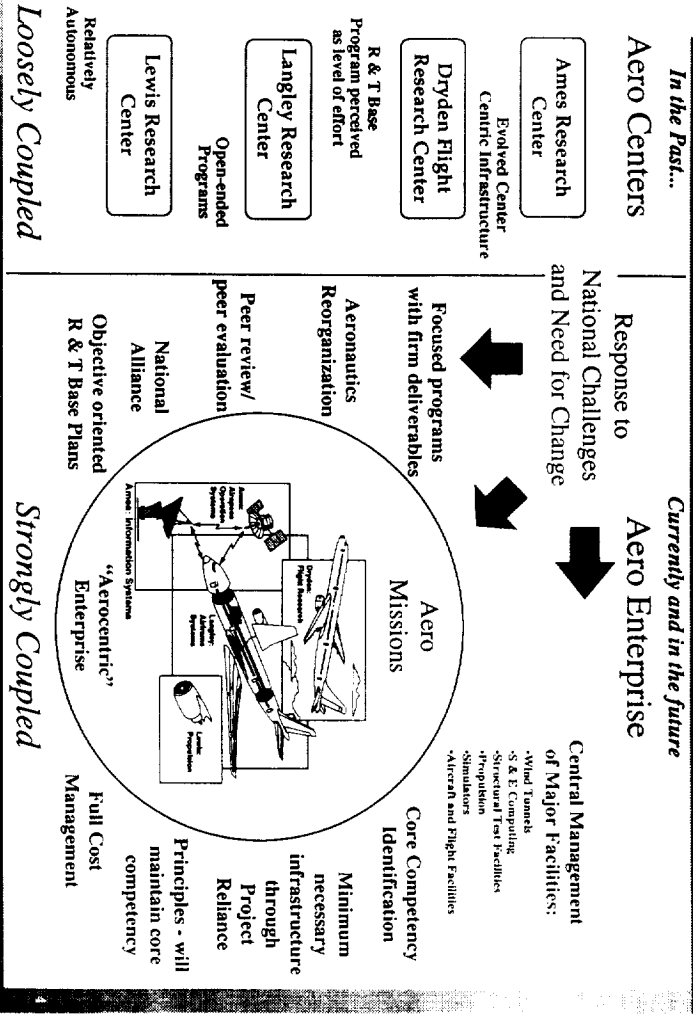 In the Past...
Aero Centers
Ames Research
Center
Evolved Center
Centric Infrastructure
Dryden Flight
Research Center
R & T Base
Program perceived
as level of effort
Langley Research
Center
Open-ended
Programs
Lewis Research
Center
Relatively
Autonomous
Loosely Coupled
Currently and in the future
Response to
National Challenges
and Need for Change
Aero Enterprise
Focused programs
with firm deliverables
Aeronautics
Reorganization
Peer review/
peer evaluation
National
Alliance
Objective oriented
R & T Base Plans
Aero
Missions
Dryden:
Flight Research
Ames:
Airspace
Operation
Systems
Langley:
Airframe
Systems
Lewis: Propulsion
Ames: Information Systems
"Aerocentric"
Enterprise
Central Management
of Major Facilities:
•Wind Tunnels
•S & E Computing
•Structural Test Facilities
•Propulsion
•Simulators
•Aircraft and Flight Facilities
Core Competency
Identification
Minimum
necessary
infrastructure
through
Project
Reliance
Principles - will
maintain core
competency
Full Cost
Management
Strongly Coupled